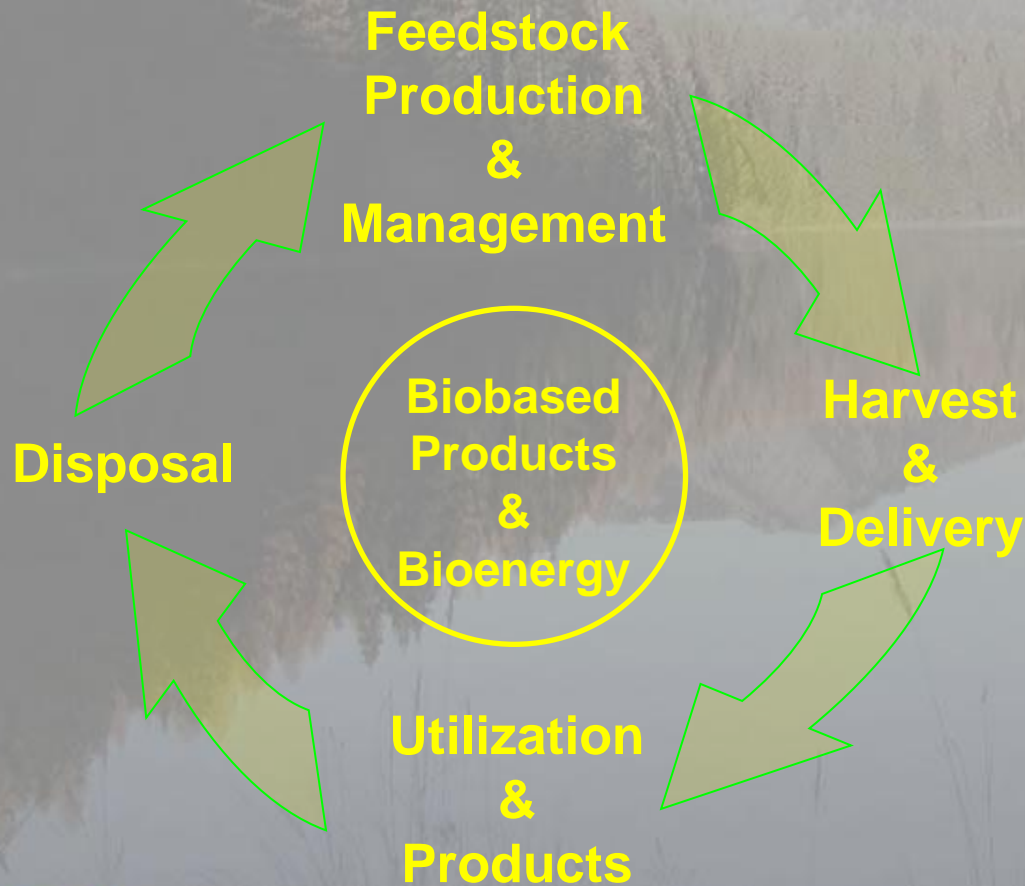 Feedstock
Production
&
Management
Biobased
Products
&
Bioenergy
Harvest
&
Delivery
Disposal
Utilization
&
Products